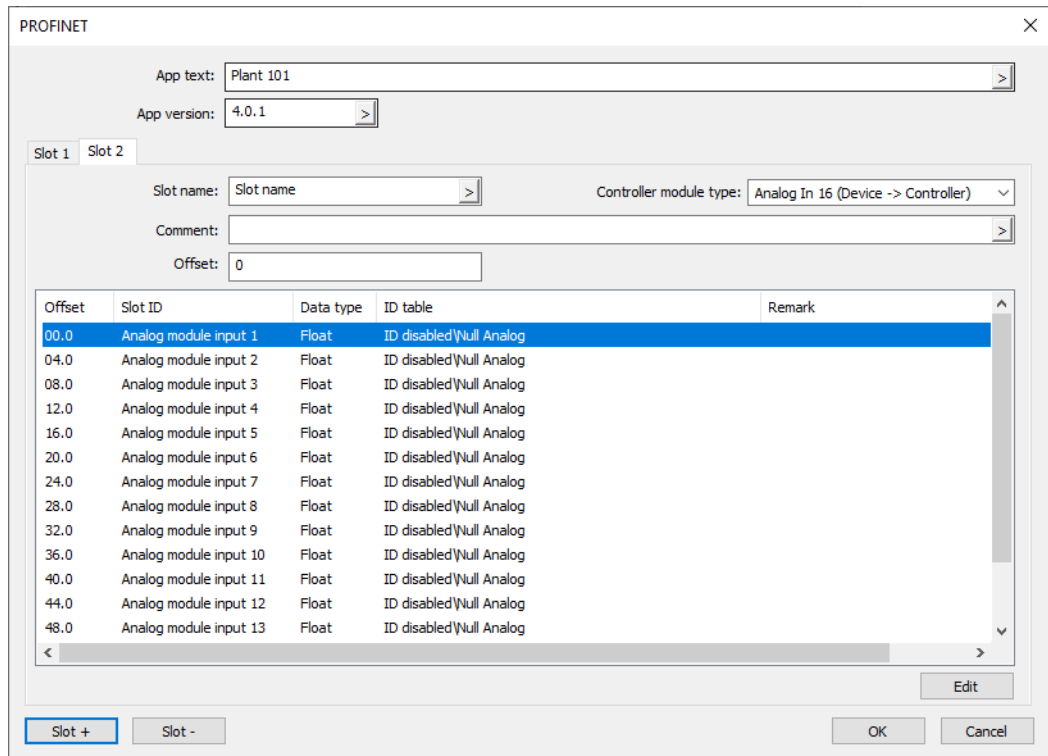 PROFINET
App text: Plant 101 >
App version: 4.0.1 >
Slot 1 Slot 2
Slot name: Slot name > Controller module type: Analog In 16 (Device -> Controller)
Comment: >
Offset: 0
Offset Slot ID Data type ID table Remark
00.0 Analog module input 1 Float ID disabled\Null Analog
04.0 Analog module input 2 Float ID disabled\Null Analog
08.0 Analog module input 3 Float ID disabled\Null Analog
12.0 Analog module input 4 Float ID disabled\Null Analog
16.0 Analog module input 5 Float ID disabled\Null Analog
20.0 Analog module input 6 Float ID disabled\Null Analog
24.0 Analog module input 7 Float ID disabled\Null Analog
28.0 Analog module input 8 Float ID disabled\Null Analog
32.0 Analog module input 9 Float ID disabled\Null Analog
36.0 Analog module input 10 Float ID disabled\Null Analog
40.0 Analog module input 11 Float ID disabled\Null Analog
44.0 Analog module input 12 Float ID disabled\Null Analog
48.0 Analog module input 13 Float ID disabled\Null Analog
Edit
Slot + Slot - OK Cancel